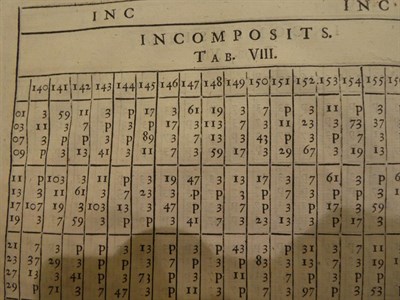 INC INC
INCOMPOSITS.
TAB. VIII.
140 141 142 143 144 145 146 147 148 149 150 151 152 153 154 155
01 3 59 11 3 p 17 3 61 19 3 7 p 3 11 p 3
03 11 3 7 p 3 p 17 3 113 7 3 11 23 3 73 37
07 3 p p 3 p 89 3 7 13 3 43 p 3 p 7 3
09 p 3 13 41 3 11 7 3 59 17 3 29 67 3 19 13
11 p 103 3 11 p 3 19 47 3 13 17 3 7 61 3 p
13 3 11 61 3 7 23 3 p p 3 p 7 3 p p 3
17 107 19 3 103 13 3 47 p 3 7 p 3 p 17 3 59
19 3 7 59 3 p p 3 41 7 3 23 13 3 p 17 3
21 7 3 p p 3 13 p 3 p 43 3 p 31 3 7 11
23 37 29 3 p p 3 7 p 3 p 83 3 13 7 3 19
27 13 3 41 p 3 73 p 3 p 11 3 7 p 3 p p
29 p 71 3 7 47 3 p 11 3 p 7 3 97 p 3 53